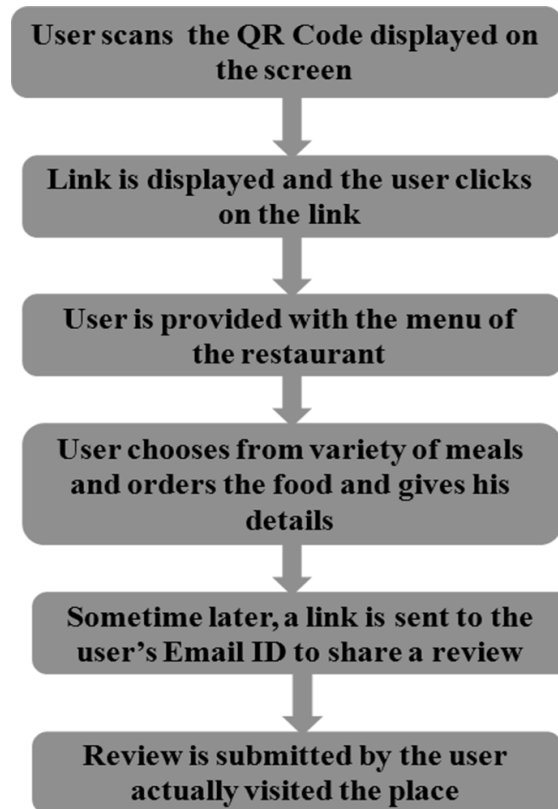 User scans the QR Code displayed on
the screen
Link is displayed and the user clicks
on the link
User is provided with the menu of
the restaurant
User chooses from variety of meals
and orders the food and gives his
details
Sometime later, a link is sent to the
user's Email ID to share a review
Review is submitted by the user
actually visited the place